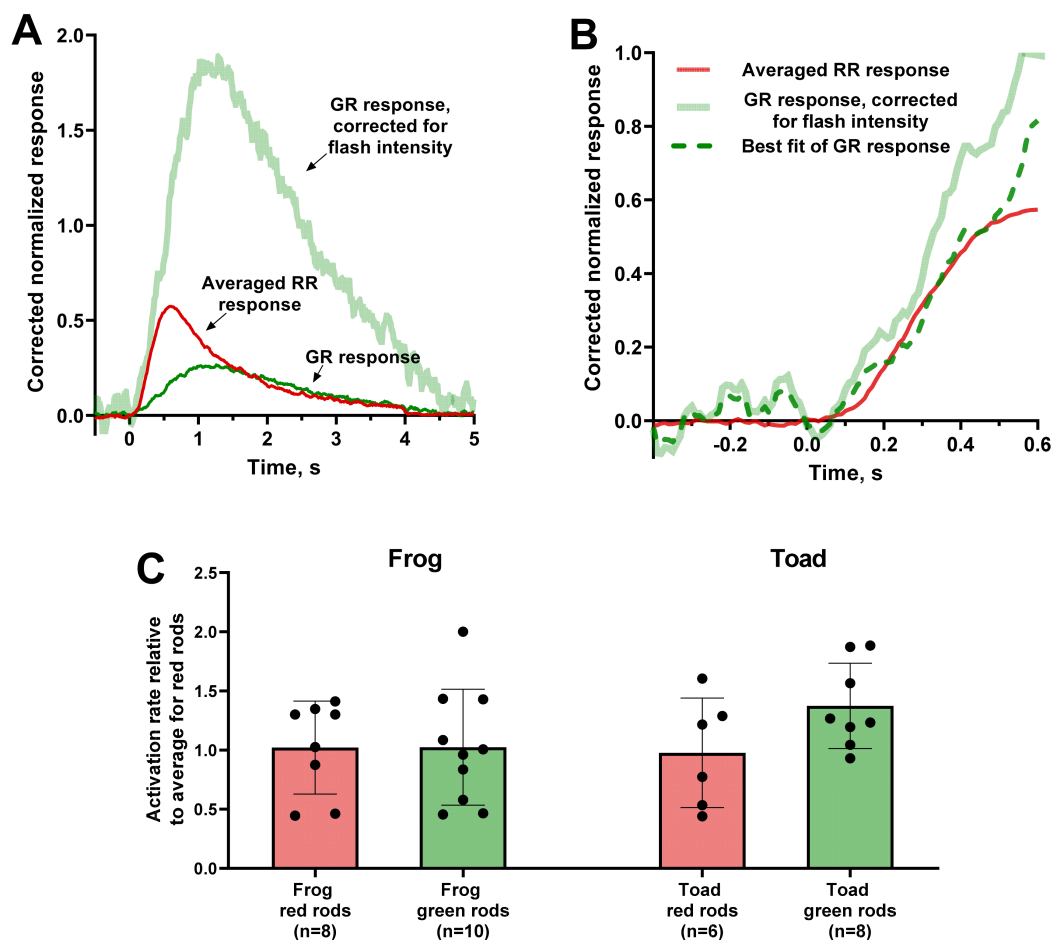 A
Corrected normalized response
2.0
1.5
1.0
0.5
0.0
0
1
2
3
4
5
Time, s
GR response,
corrected for
flash intensity
Averaged RR
response
GR response
B
Corrected normalized response
1.0
0.8
0.6
0.4
0.2
0.0
-0.2
0.0
0.2
0.4
0.6
Time, s
Averaged RR response
GR response, corrected
for flash intensity
Best fit of GR response
C
Frog
Toad
Activation rate relative
to average for red rods
2.5
2.0
1.5
1.0
0.5
0.0
Frog
red rods
(n=8)
Frog
green rods
(n=10)
Toad
red rods
(n=6)
Toad
green rods
(n=8)